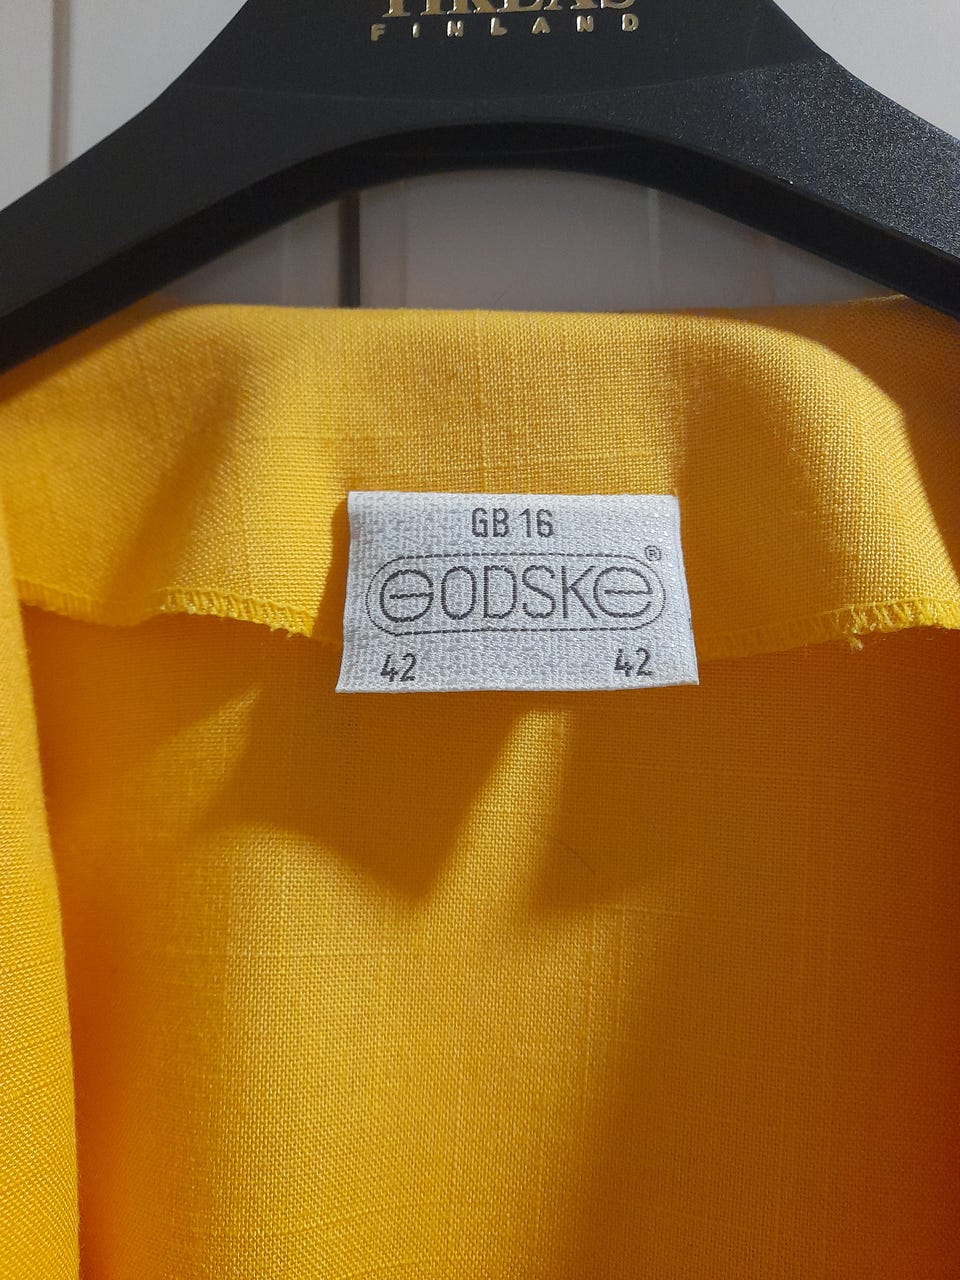 FINLAND
GB 16
GODSKE®
42 42